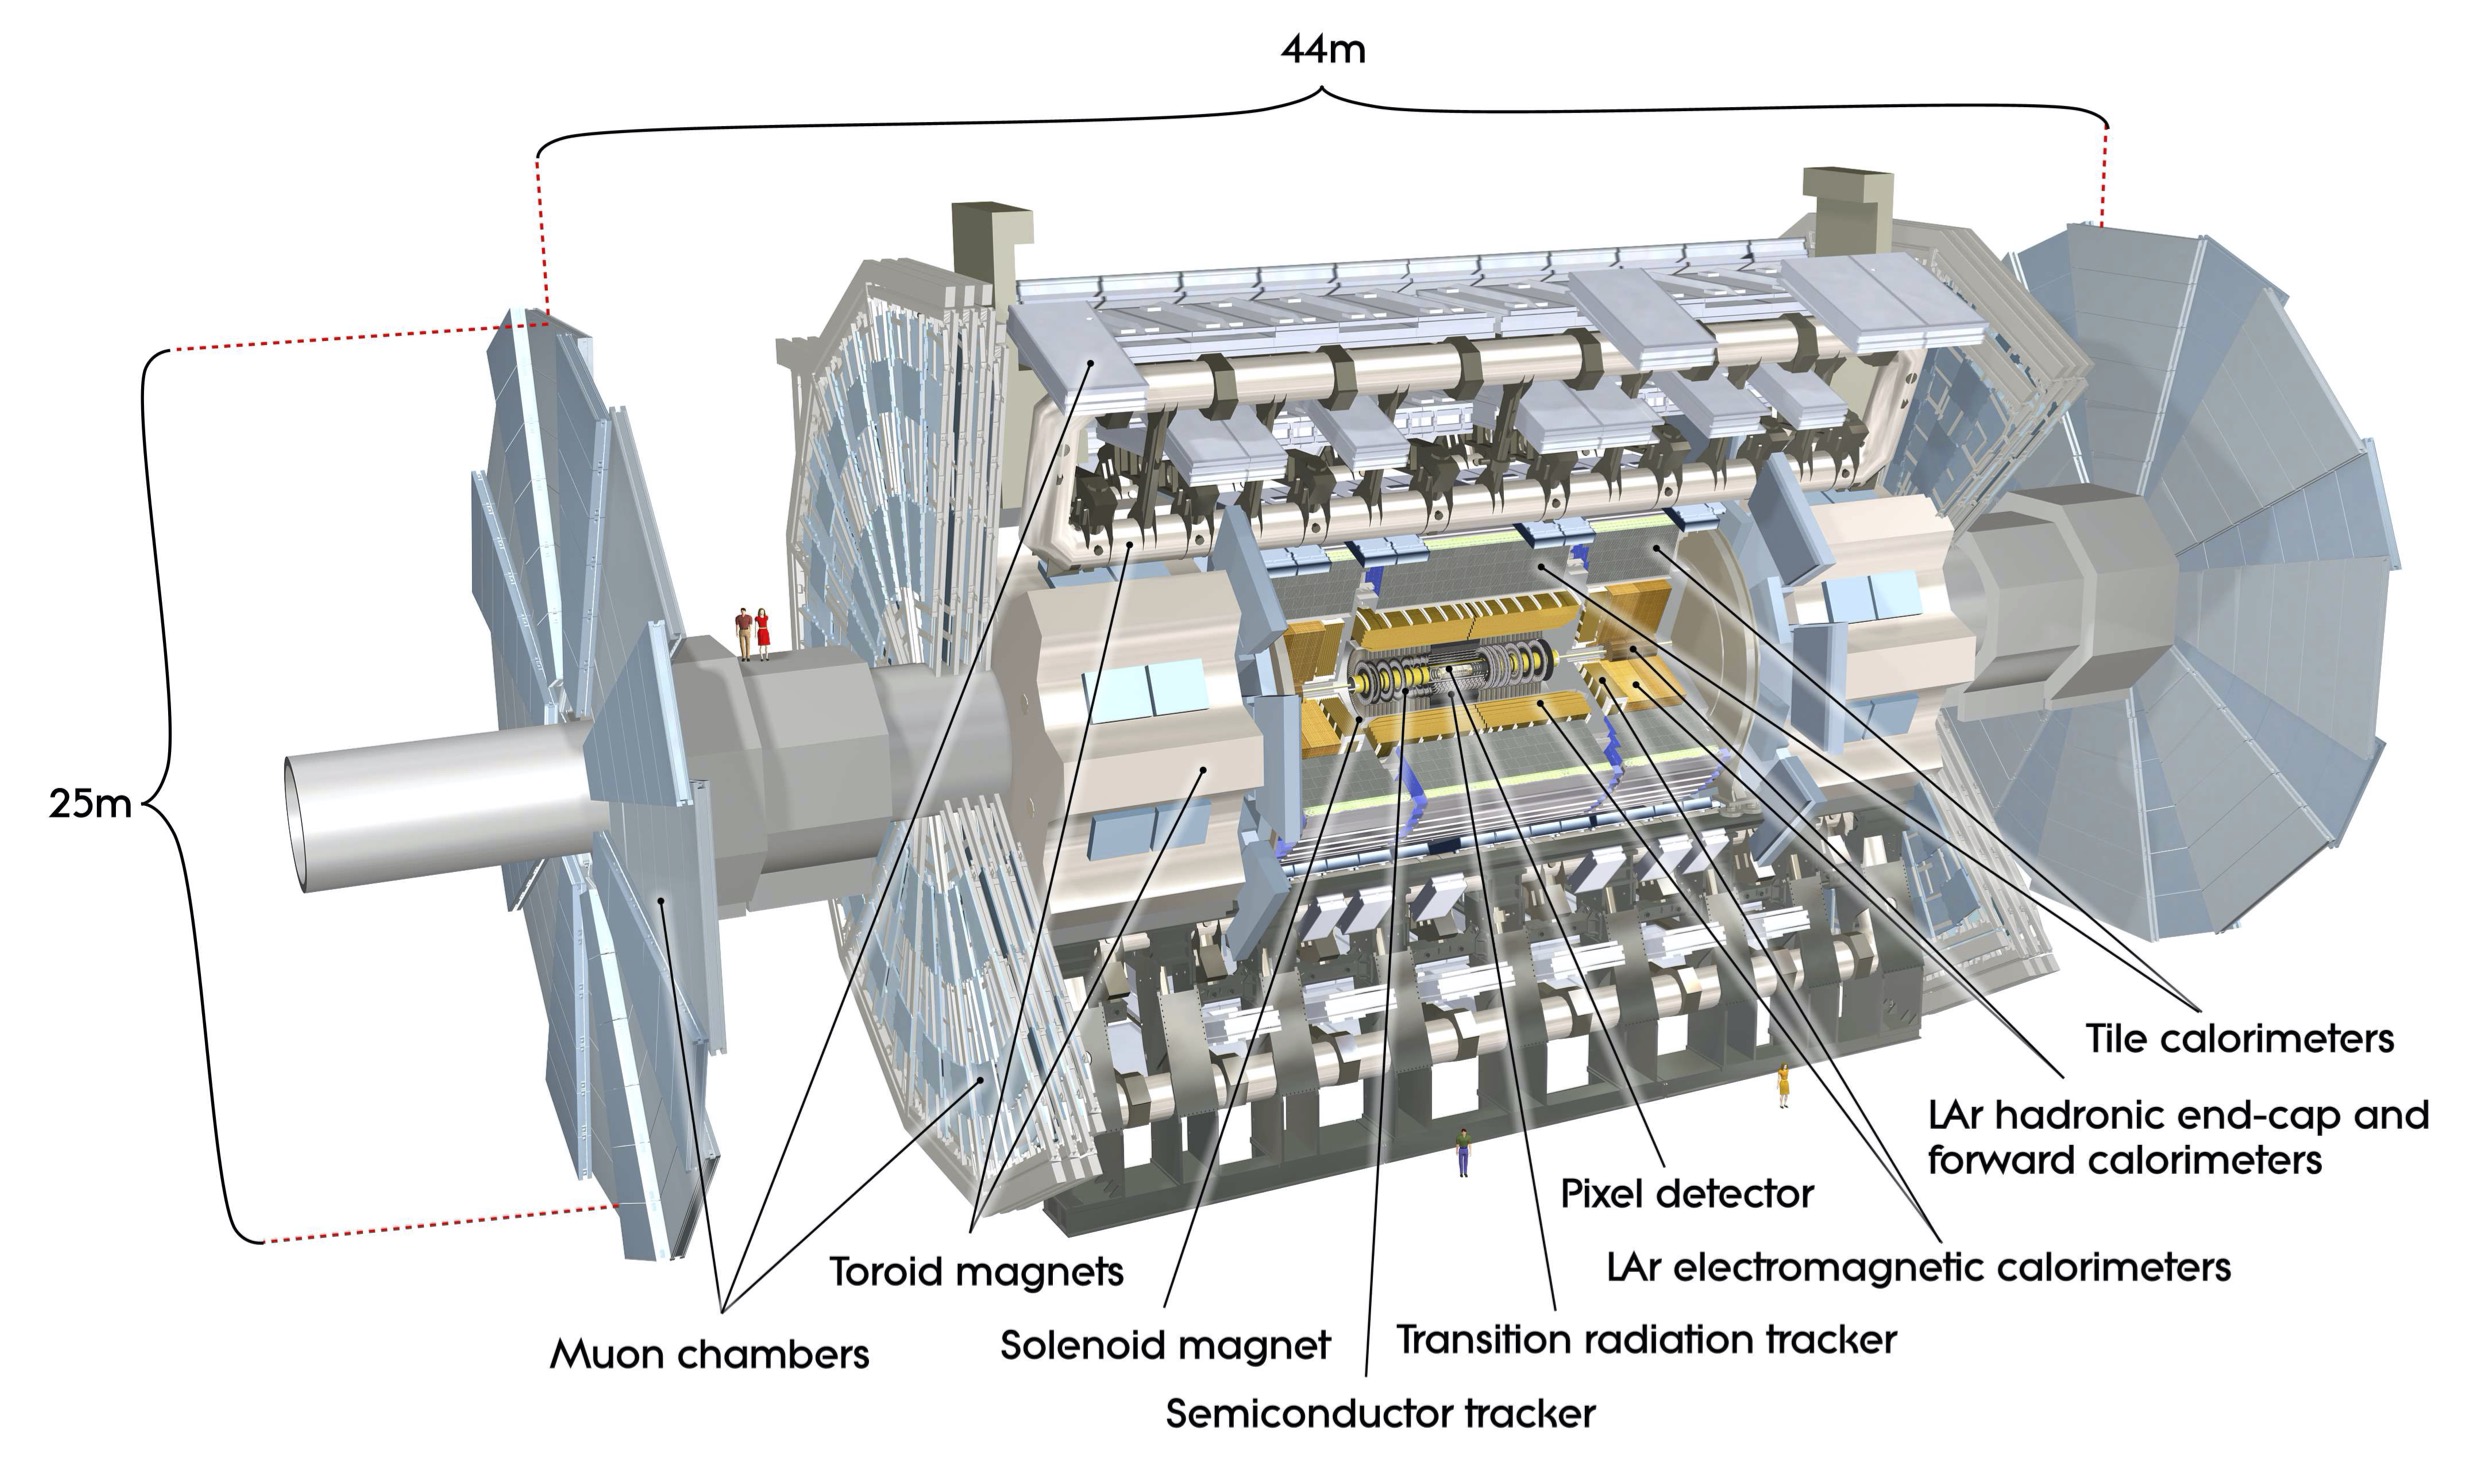 44m
25m
Tile calorimeters
LAr hadronic end-cap and
forward calorimeters
Pixel detector
LAr electromagnetic calorimeters
Toroid magnets
Solenoid magnet
Transition radiation tracker
Muon chambers
Semiconductor tracker